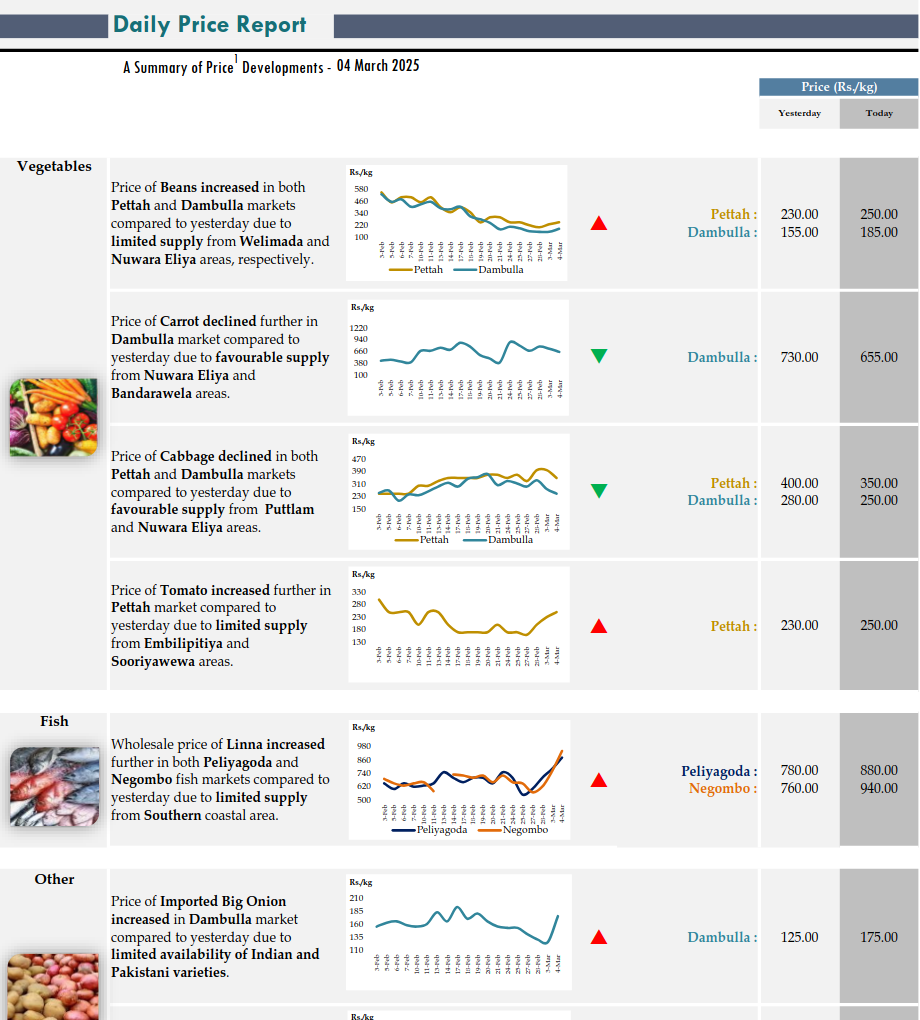 Daily Price Report
A Summary of Price1 Developments - 04 March 2025
Price (Rs./kg)
Yesterday Today
Vegetables
Price of Beans increased in both
Pettah and Dambulla markets
compared to yesterday due to
limited supply from Welimada and
Nuwara Eliya areas, respectively.
Rs./kg
580
460
340
220
100
3-Feb 5-Feb 6-Feb 7-Feb 10-Feb 11-Feb 13-Feb 14-Feb 17-Feb 18-Feb 19-Feb 20-Feb 21-Feb 24-Feb 25-Feb 27-Feb 28-Feb 3-Mar 4-Mar
Pettah Dambulla
Pettah : 230.00 250.00
Dambulla : 155.00 185.00
Price of Carrot declined further in
Dambulla market compared to
yesterday due to favourable supply
from Nuwara Eliya and
Bandarawela areas.
Rs./kg
1220
940
660
380
100
3-Feb 5-Feb 6-Feb 7-Feb 10-Feb 11-Feb 13-Feb 14-Feb 17-Feb 18-Feb 19-Feb 20-Feb 21-Feb 24-Feb 25-Feb 27-Feb 28-Feb 3-Mar 4-Mar
Dambulla : 730.00 655.00
Price of Cabbage declined in both
Pettah and Dambulla markets
compared to yesterday due to
favourable supply from Puttlam
and Nuwara Eliya areas.
Rs./kg
470
390
310
230
150
3-Feb 5-Feb 6-Feb 7-Feb 10-Feb 11-Feb 13-Feb 14-Feb 17-Feb 18-Feb 19-Feb 20-Feb 21-Feb 24-Feb 25-Feb 27-Feb 28-Feb 3-Mar 4-Mar
Pettah Dambulla
Pettah : 400.00 350.00
Dambulla : 280.00 250.00
Price of Tomato increased further in
Pettah market compared to
yesterday due to limited supply
from Embilipitiya and
Sooriyawewa areas.
Rs./kg
330
280
230
180
130
3-Feb 5-Feb 6-Feb 7-Feb 10-Feb 11-Feb 13-Feb 14-Feb 17-Feb 18-Feb 19-Feb 20-Feb 21-Feb 24-Feb 25-Feb 27-Feb 28-Feb 3-Mar 4-Mar
Pettah : 230.00 250.00
Fish
Wholesale price of Linna increased
further in both Peliyagoda and
Negombo fish markets compared to
yesterday due to limited supply
from Southern coastal area.
Rs./kg
980
860
740
620
500
3-Feb 5-Feb 6-Feb 7-Feb 10-Feb 11-Feb 13-Feb 14-Feb 17-Feb 18-Feb 19-Feb 20-Feb 21-Feb 24-Feb 25-Feb 27-Feb 28-Feb 3-Mar 4-Mar
Peliyagoda Negombo
Peliyagoda : 780.00 880.00
Negombo : 760.00 940.00
Other
Price of Imported Big Onion
increased in Dambulla market
compared to yesterday due to
limited availability of Indian and
Pakistani varieties.
Rs./kg
210
185
160
135
110
3-Feb 5-Feb 6-Feb 7-Feb 10-Feb 11-Feb 13-Feb 14-Feb 17-Feb 18-Feb 19-Feb 20-Feb 21-Feb 24-Feb 25-Feb 27-Feb 28-Feb 3-Mar 4-Mar
Dambulla : 125.00 175.00
Rs./kg